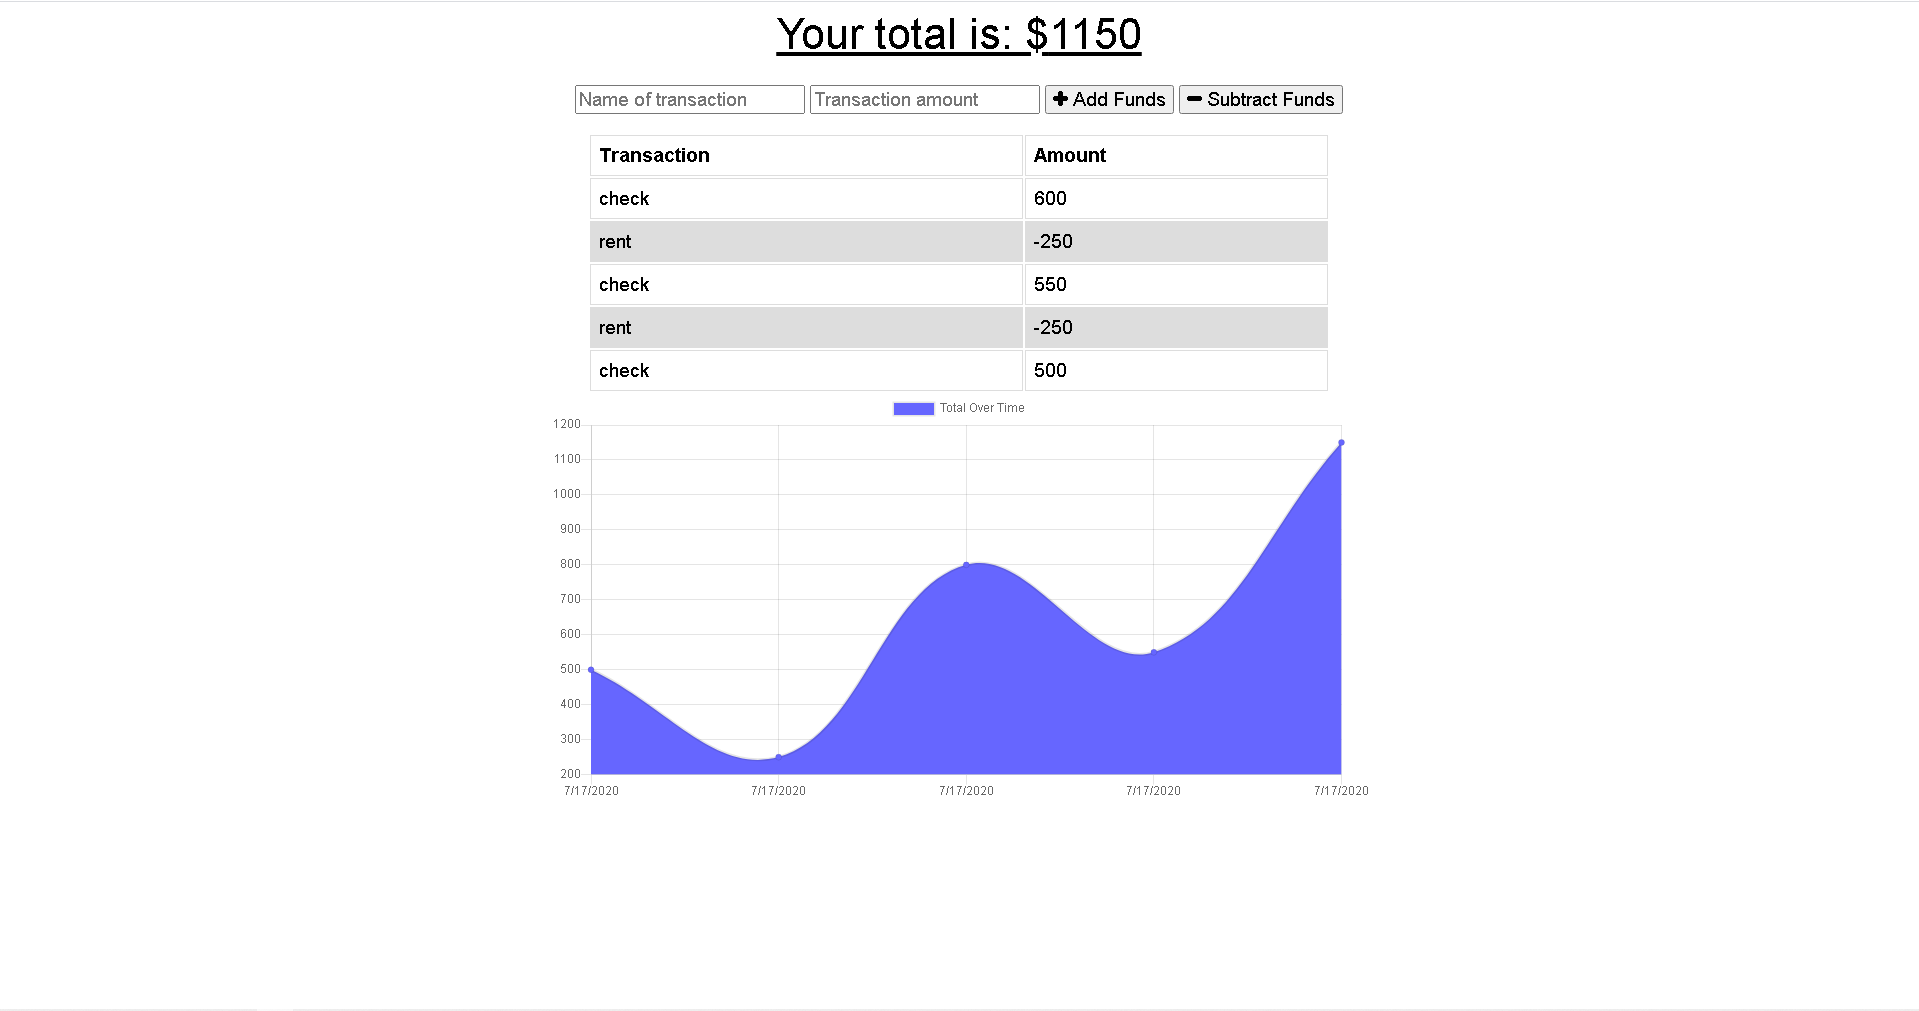 Your total is: $1150
Name of transaction Transaction amount Add Funds Subtract Funds
Transaction Amount
check 600
rent -250
check 550
rent -250
check 500
Total Over Time
1200
1100
1000
900
800
700
600
500
400
300
200
7/17/2020 7/17/2020 7/17/2020 7/17/2020 7/17/2020